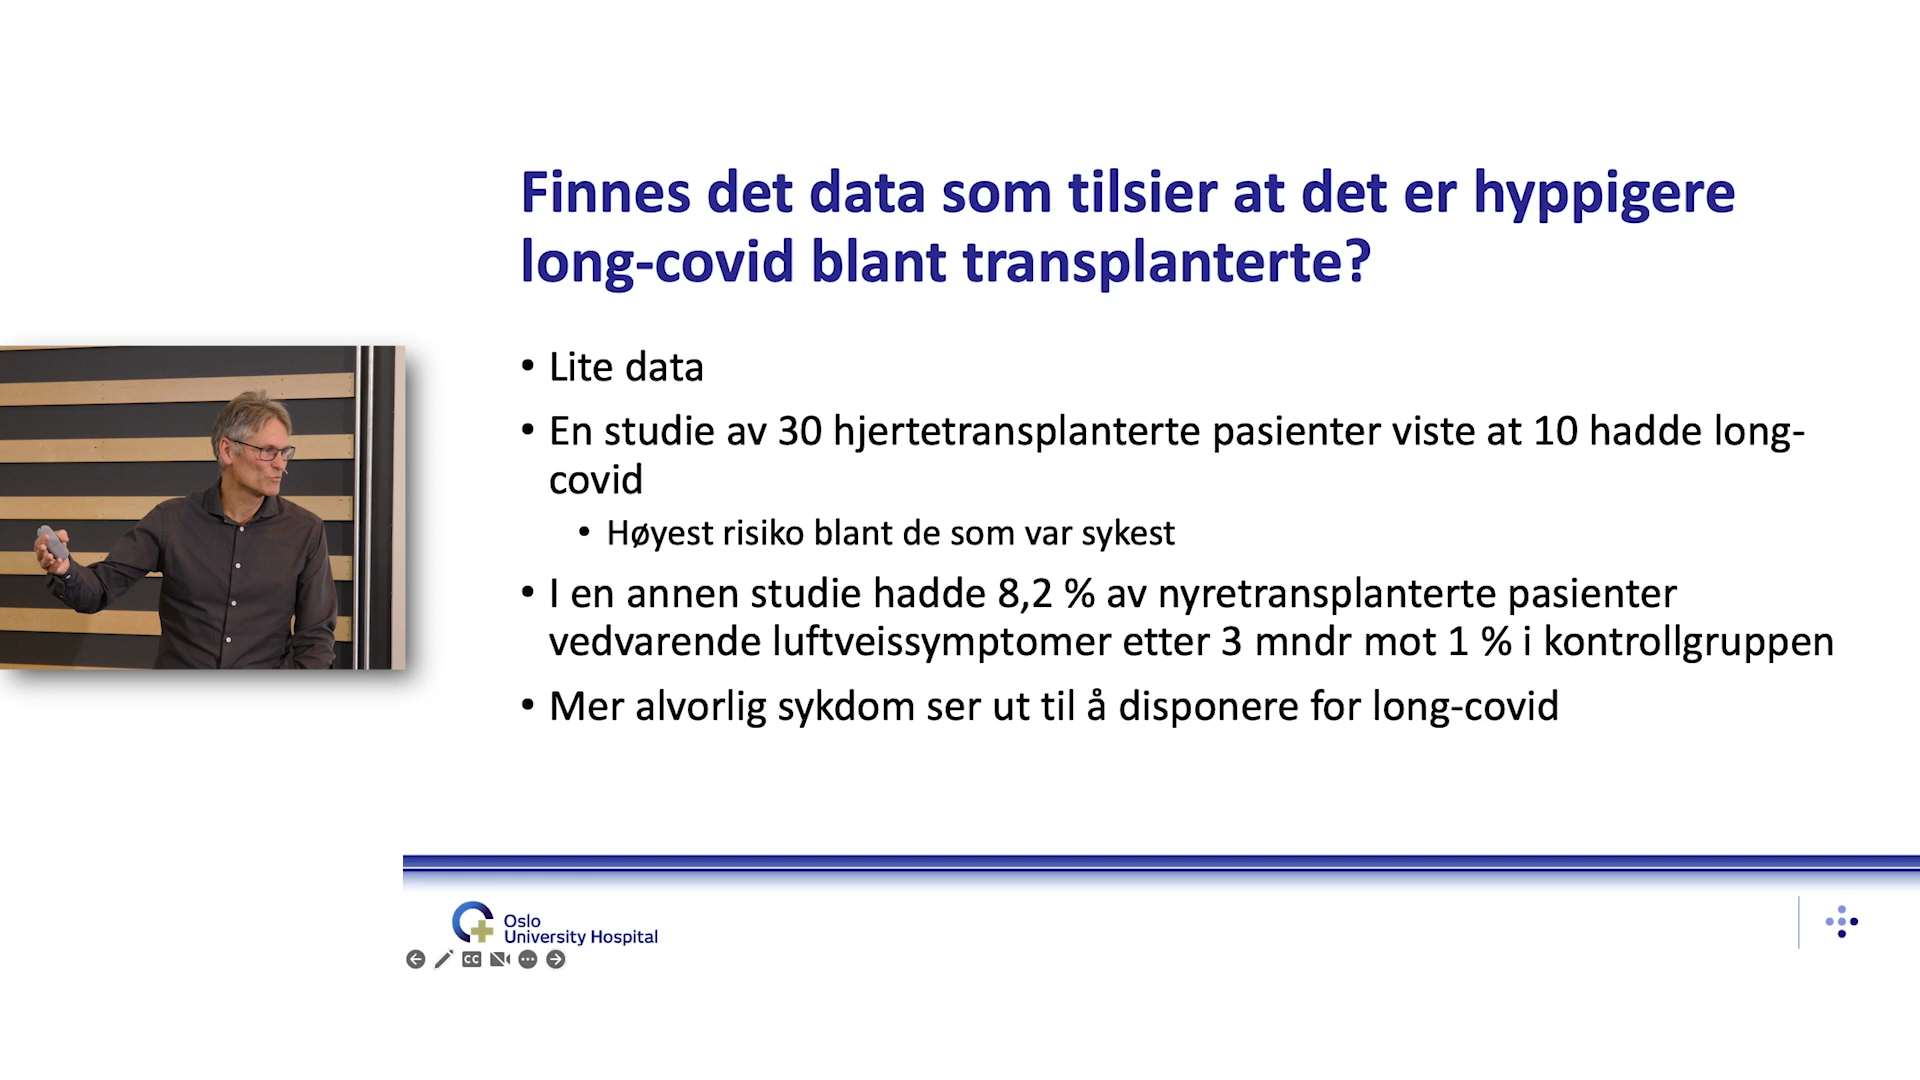 Finnes det data som tilsier at det er hyppigere
long-covid blant transplanterte?
• Lite data
• En studie av 30 hjertetransplanterte pasienter viste at 10 hadde long-
covid
• Høyest risiko blant de som var sykest
• I en annen studie hadde 8,2 % av nyretransplanterte pasienter
vedvarende luftveissymptomer etter 3 mndr mot 1 % i kontrollgruppen
• Mer alvorlig sykdom ser ut til å disponere for long-covid
Oslo
University Hospital
CC